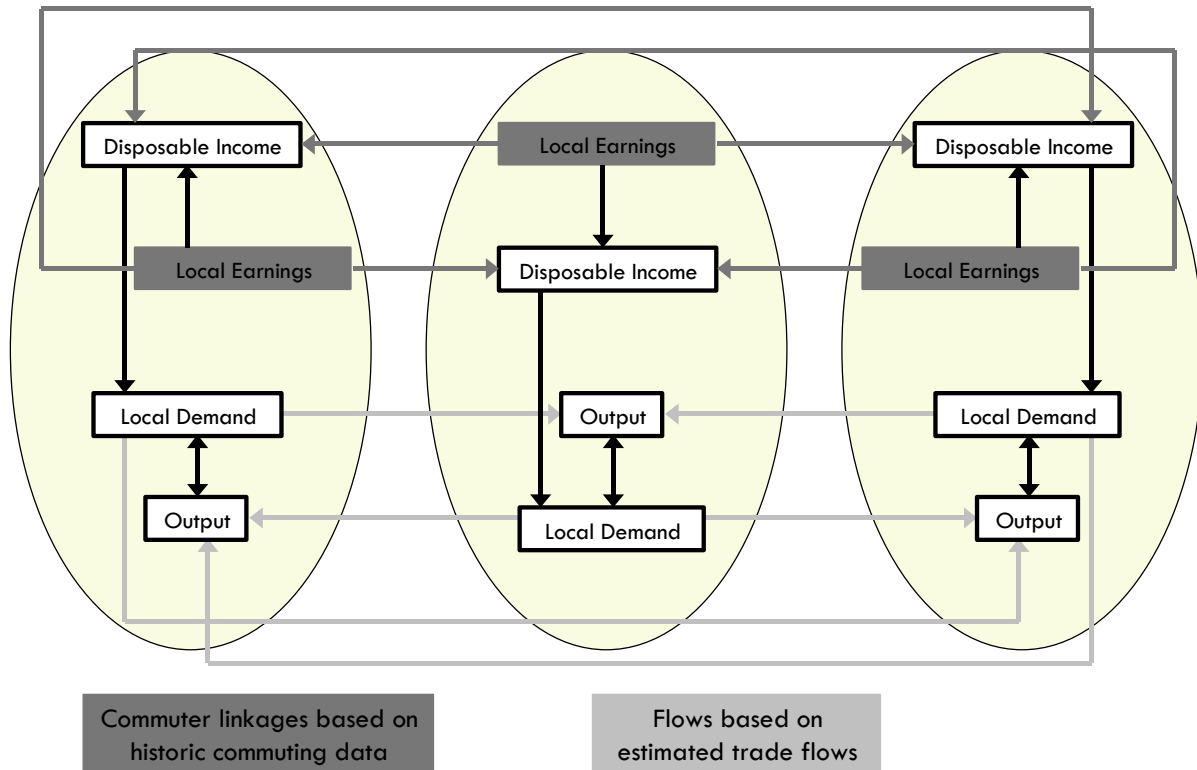 Disposable Income
Local Earnings
Disposable Income
Local Earnings
Disposable Income
Local Earnings
Local Demand
Output
Local Demand
Output
Local Demand
Output
Commuter linkages based on
historic commuting data
Flows based on
estimated trade flows